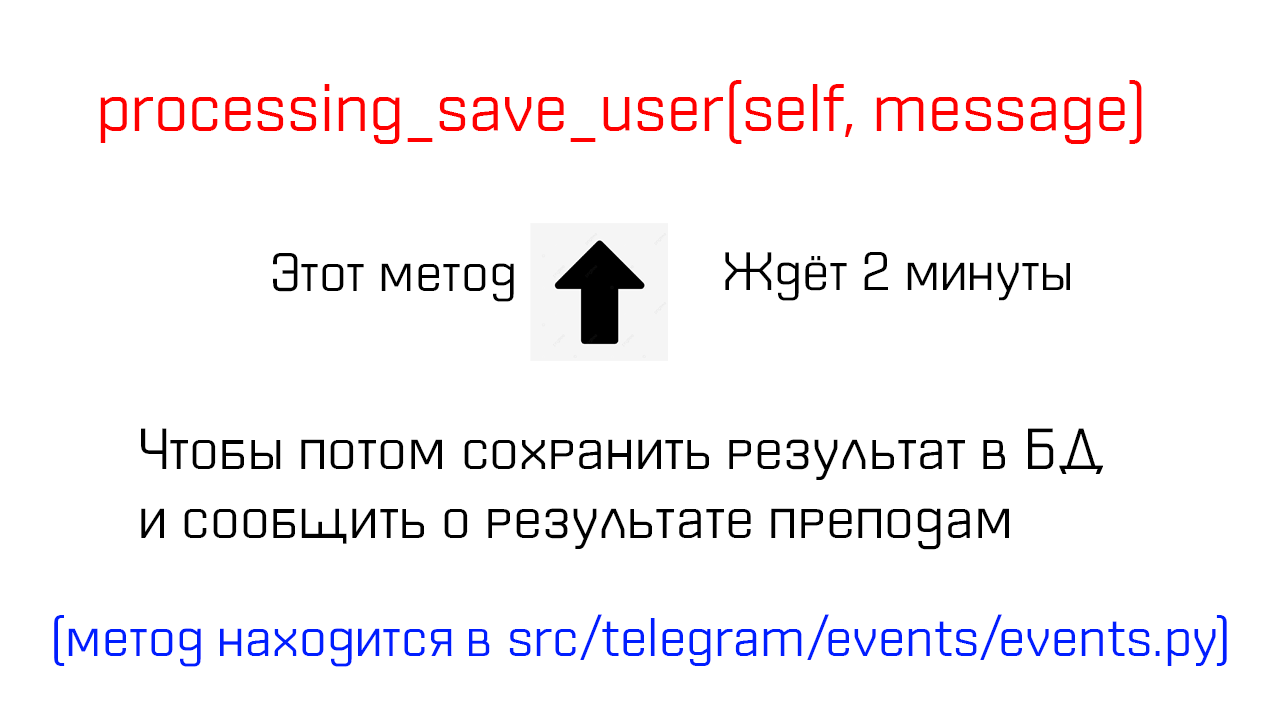 processing_save_user(self, message)
Этот метод Ждёт 2 минуты
Чтобы потом сохранить результат в БД
и сообщить о результате преподам
(метод находится в src/telegram/events/events.py)